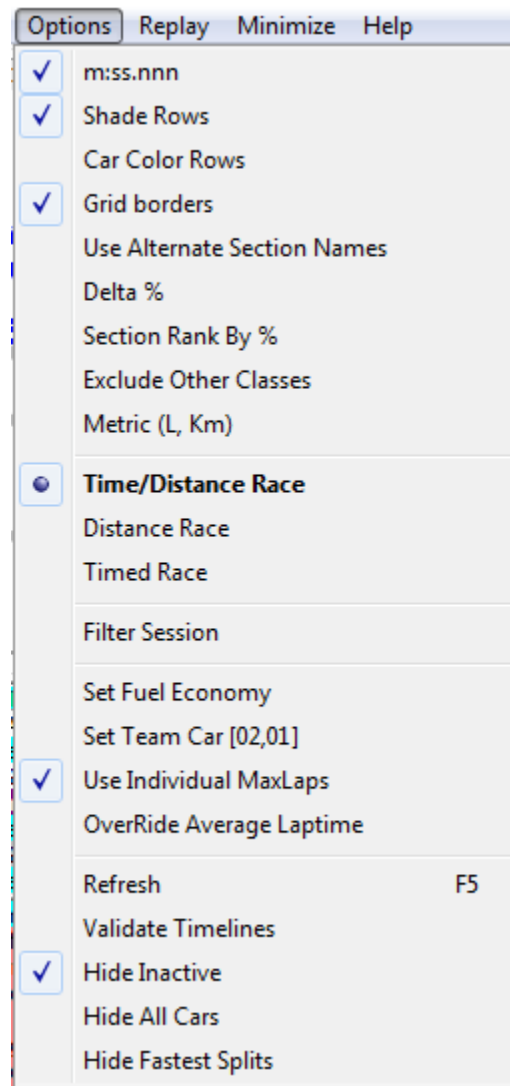 Options Replay Minimize Help
m:ss.nnn
Shade Rows
Car Color Rows
Grid borders
Use Alternate Section Names
Delta %
Section Rank By %
Exclude Other Classes
Metric (L, Km)
Time/Distance Race
Distance Race
Timed Race
Filter Session
Set Fuel Economy
Set Team Car [02,01]
Use Individual MaxLaps
OverRide Average Laptime
Refresh F5
Validate Timelines
Hide Inactive
Hide All Cars
Hide Fastest Splits